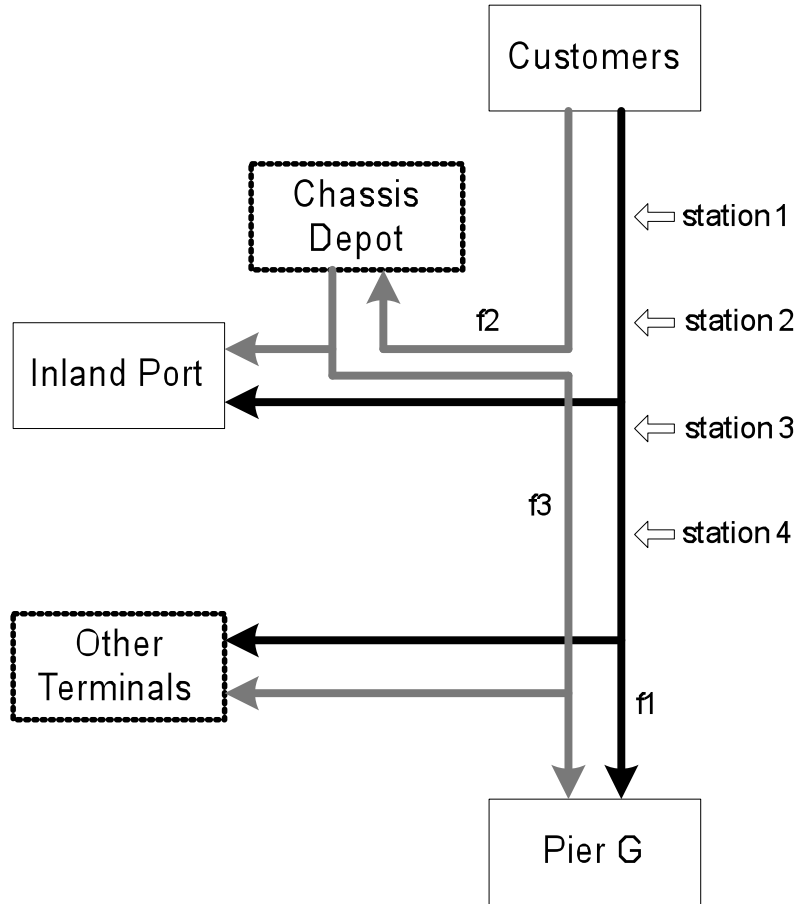 Customers
Chassis
Depot
station 1
f2
station 2
Inland Port
station 3
f3
station 4
Other
Terminals
f1
Pier G